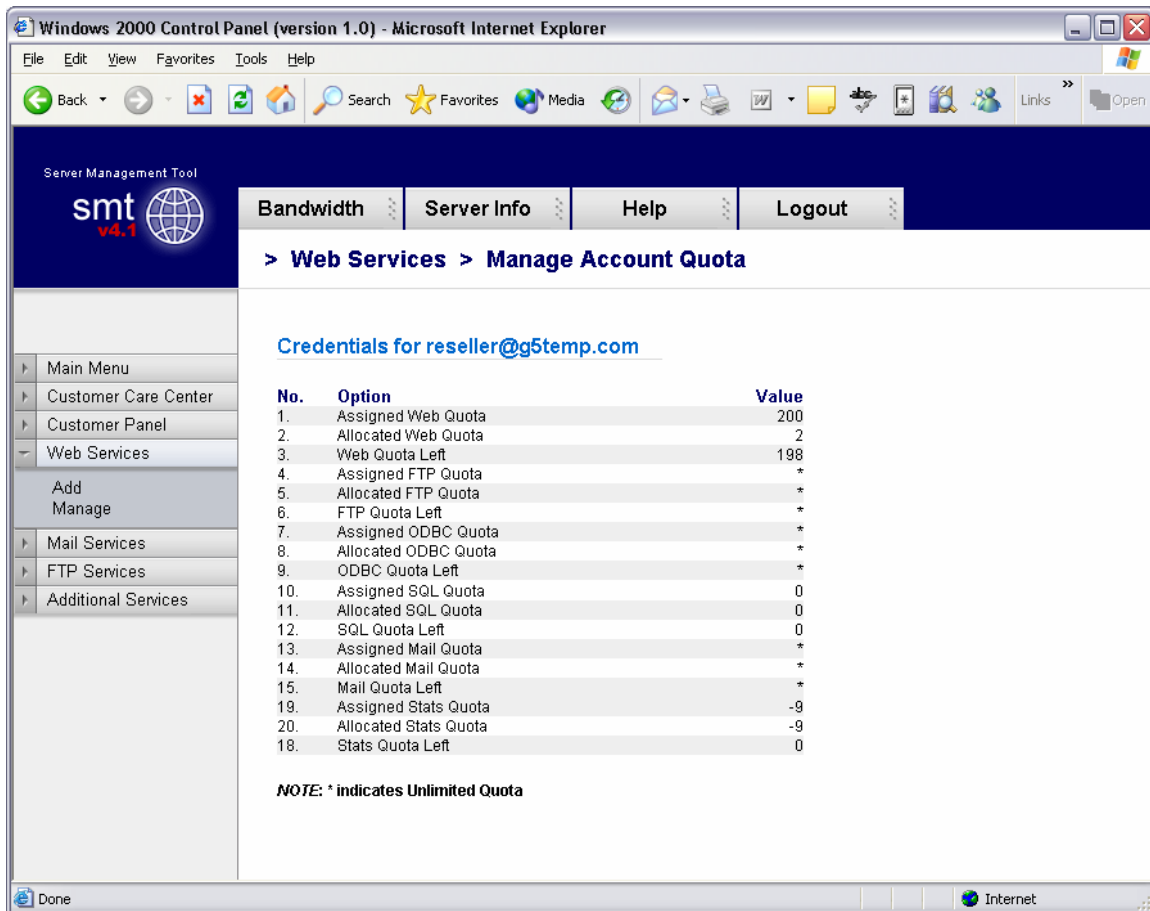 Windows 2000 Control Panel (version 1.0) - Microsoft Internet Explorer
File Edit View Favorites Tools Help
Back Search Favorites Media Links » Open
Server Management Tool
smt
v4.1
Bandwidth Server Info Help Logout
> Web Services > Manage Account Quota
Main Menu
Customer Care Center
Customer Panel
Web Services
Add
Manage
Mail Services
FTP Services
Additional Services
Credentials for reseller@g5temp.com
No. Option Value
1. Assigned Web Quota 200
2. Allocated Web Quota 2
3. Web Quota Left 198
4. Assigned FTP Quota *
5. Allocated FTP Quota *
6. FTP Quota Left *
7. Assigned ODBC Quota *
8. Allocated ODBC Quota *
9. ODBC Quota Left *
10. Assigned SQL Quota 0
11. Allocated SQL Quota 0
12. SQL Quota Left 0
13. Assigned Mail Quota *
14. Allocated Mail Quota *
15. Mail Quota Left *
19. Assigned Stats Quota -9
20. Allocated Stats Quota -9
18. Stats Quota Left 0
NOTE: * indicates Unlimited Quota
Done Internet